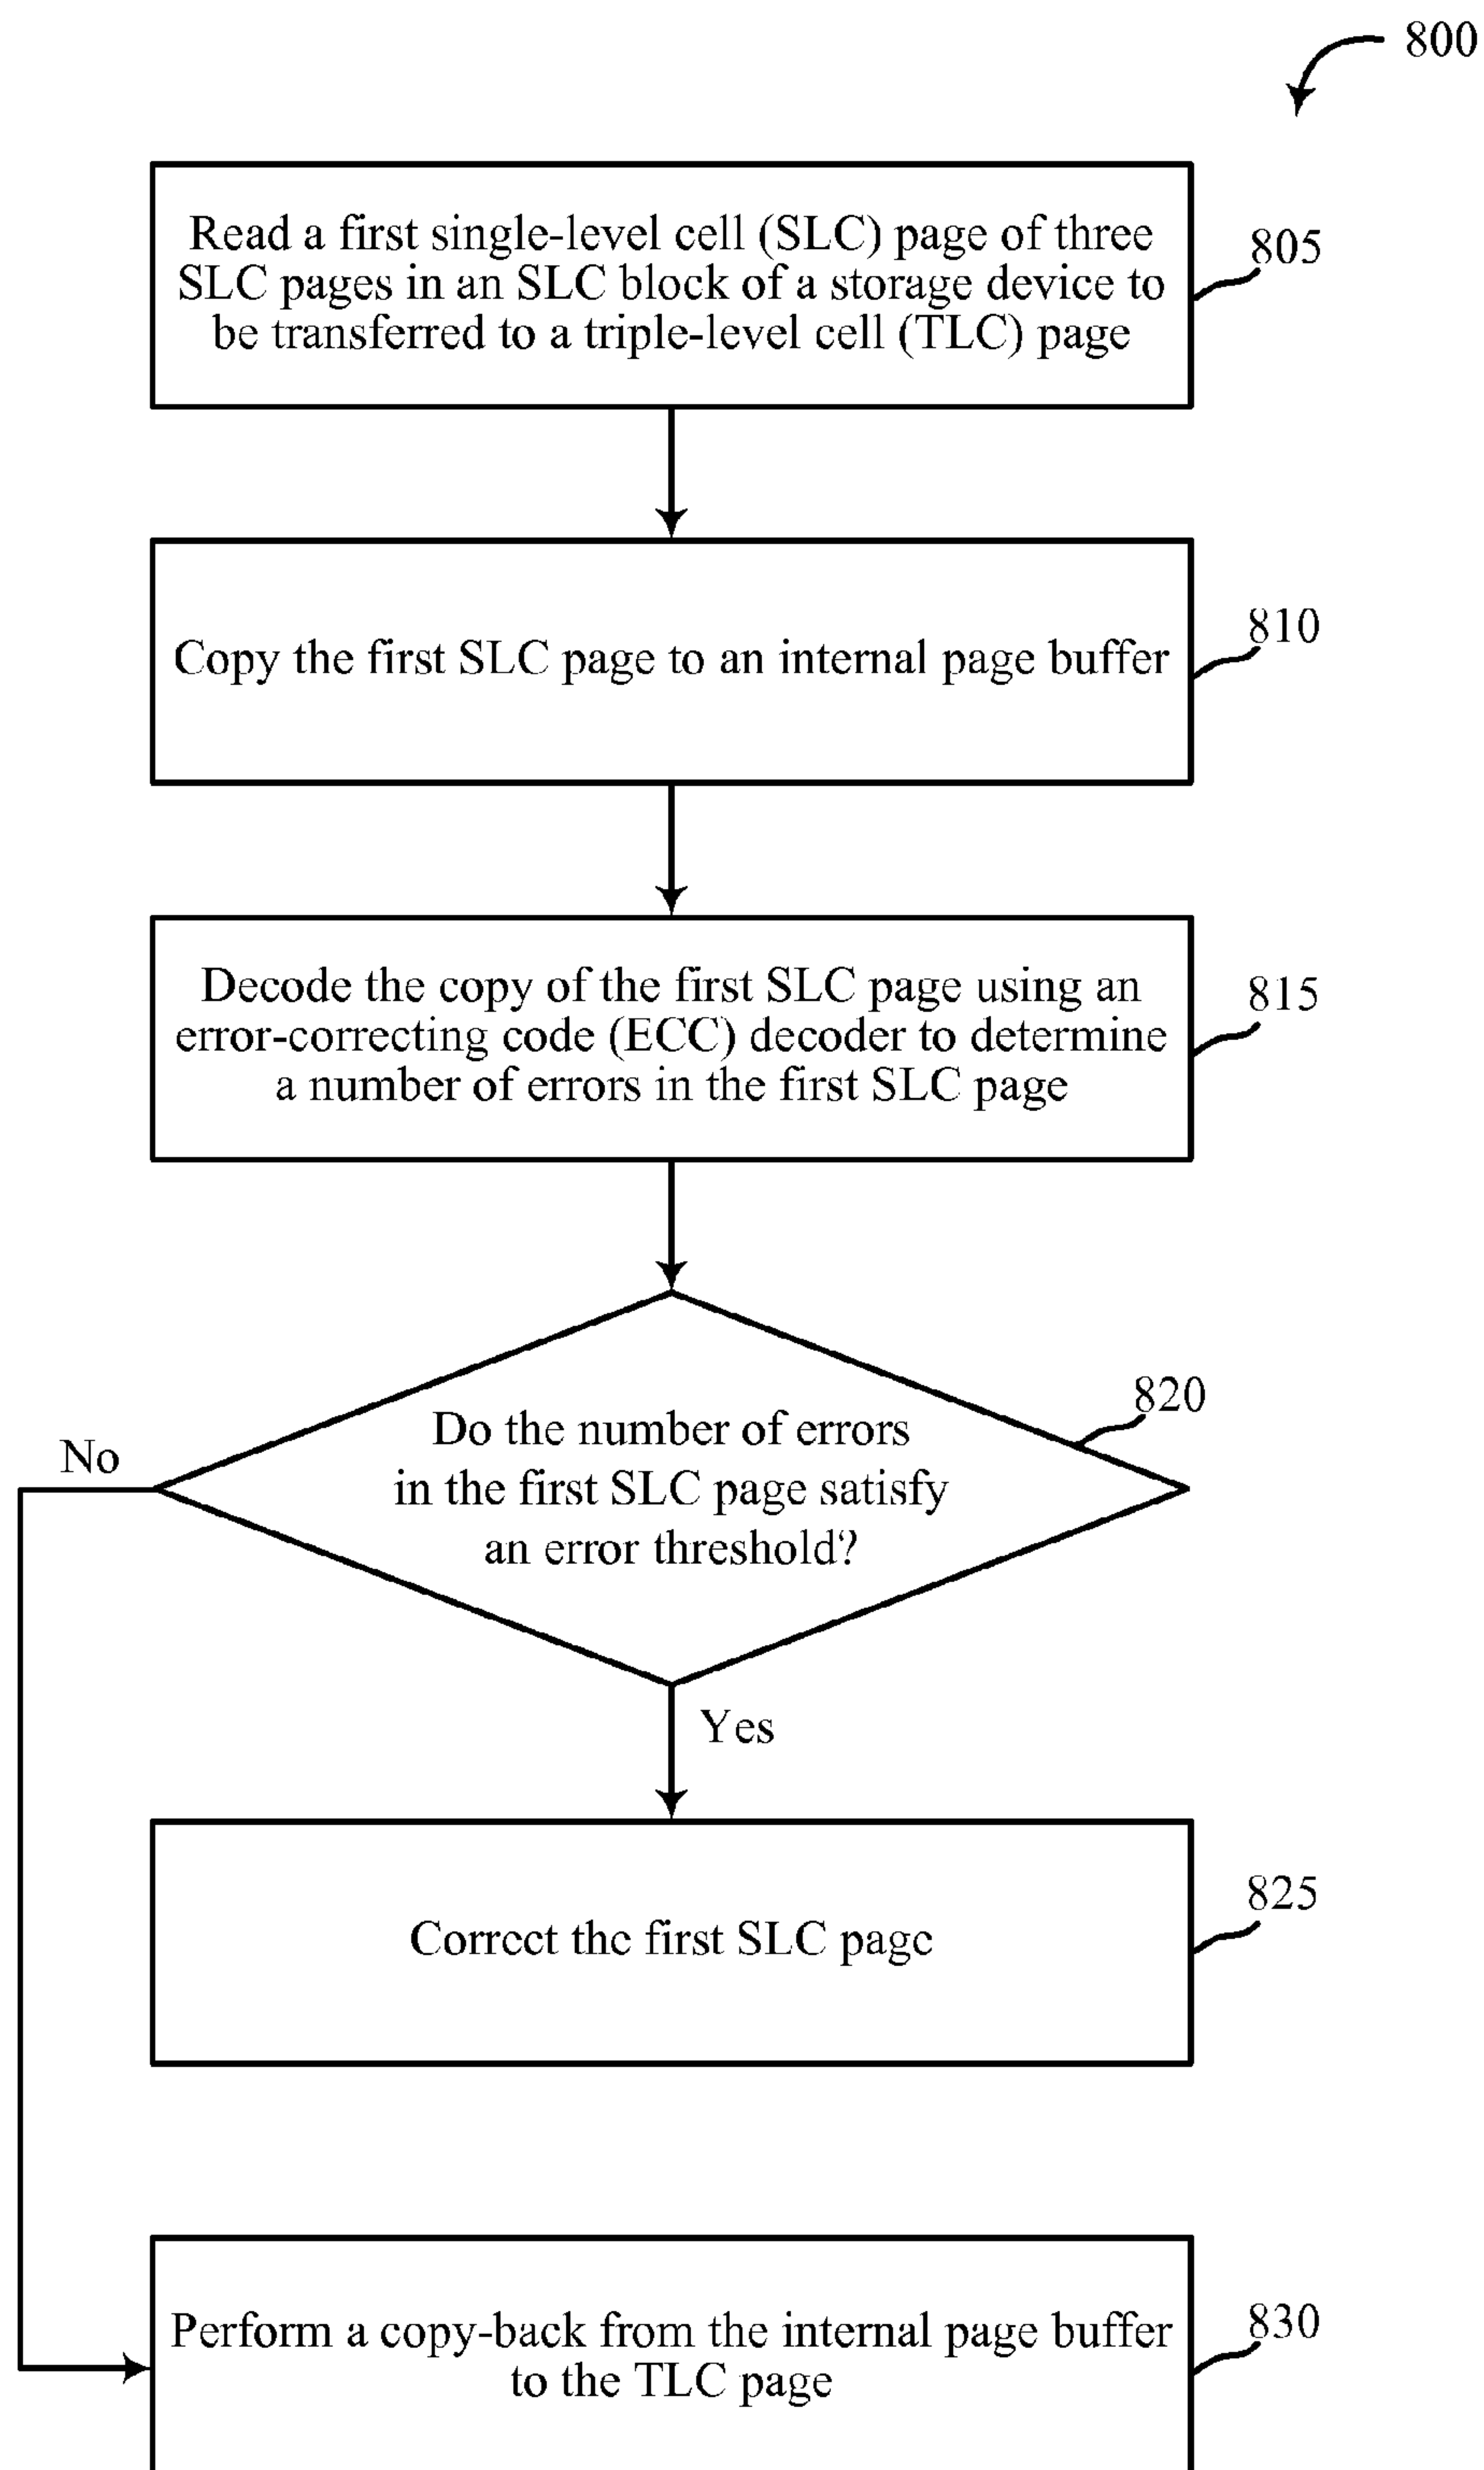 800
Read a first single-level cell (SLC) page of three
SLC pages in an SLC block of a storage device to
be transferred to a triple-level cell (TLC) page
805
Copy the first SLC page to an internal page buffer
810
Decode the copy of the first SLC page using an
error-correcting code (ECC) decoder to determine
a number of errors in the first SLC page
815
Do the number of errors
in the first SLC page satisfy
an error threshold?
820
No
Yes
Correct the first SLC page
825
Perform a copy-back from the internal page buffer
to the TLC page
830